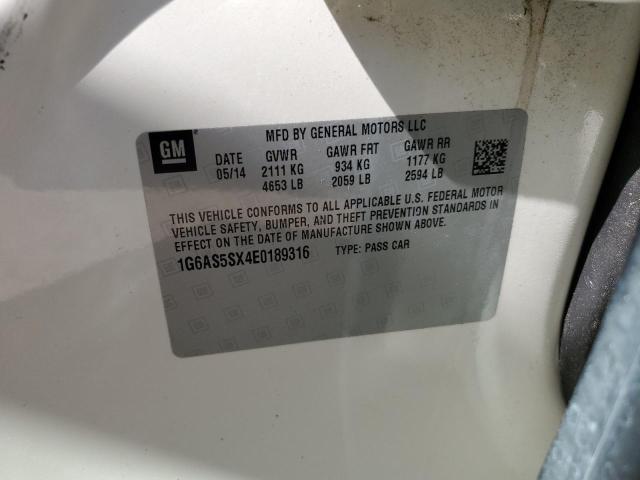 GM
MFD BY GENERAL MOTORS LLC
DATE GVWR GAWR FRT GAWR RR
05/14 2111 KG 934 KG 1177 KG
4653 LB 2059 LB 2594 LB
THIS VEHICLE CONFORMS TO ALL APPLICABLE U.S. FEDERAL MOTOR
VEHICLE SAFETY, BUMPER, AND THEFT PREVENTION STANDARDS IN
EFFECT ON THE DATE OF MANUFACTURE SHOWN ABOVE.
1G6AS5SX4E0189316 TYPE: PASS CAR